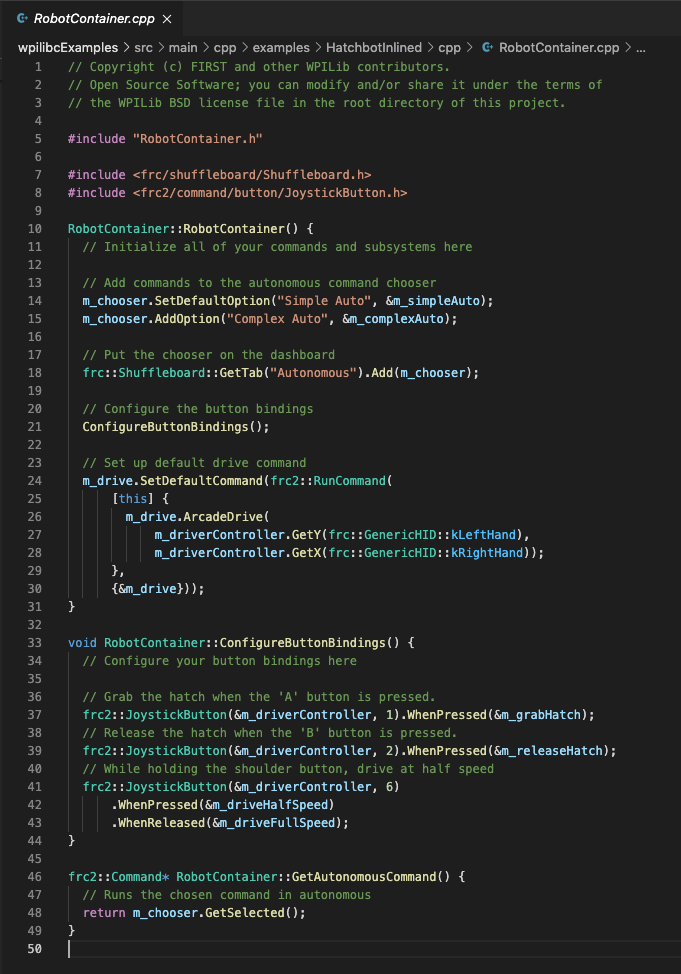 RobotContainer.cpp ×
wpilibcExamples > src > main > cpp > examples > HatchbotInlined > cpp > RobotContainer.cpp > ...
1 // Copyright (c) FIRST and other WPILib contributors.
2 // Open Source Software; you can modify and/or share it under the terms of
3 // the WPILib BSD license file in the root directory of this project.
4
5 #include "RobotContainer.h"
6
7 #include <frc/shuffleboard/Shuffleboard.h>
8 #include <frc2/command/button/JoystickButton.h>
9
10 RobotContainer::RobotContainer() {
11   // Initialize all of your commands and subsystems here
12
13   // Add commands to the autonomous command chooser
14   m_chooser.SetDefaultOption("Simple Auto", &m_simpleAuto);
15   m_chooser.AddOption("Complex Auto", &m_complexAuto);
16
17   // Put the chooser on the dashboard
18   frc::Shuffleboard::GetTab("Autonomous").Add(m_chooser);
19
20   // Configure the button bindings
21   ConfigureButtonBindings();
22
23   // Set up default drive command
24   m_drive.SetDefaultCommand(frc2::RunCommand(
25       [this] {
26         m_drive.ArcadeDrive(
27             m_driverController.GetY(frc::GenericHID::kLeftHand),
28             m_driverController.GetX(frc::GenericHID::kRightHand));
29       },
30       {&m_drive}));
31 }
32
33 void RobotContainer::ConfigureButtonBindings() {
34   // Configure your button bindings here
35
36   // Grab the hatch when the 'A' button is pressed.
37   frc2::JoystickButton(&m_driverController, 1).WhenPressed(&m_grabHatch);
38   // Release the hatch when the 'B' button is pressed.
39   frc2::JoystickButton(&m_driverController, 2).WhenPressed(&m_releaseHatch);
40   // While holding the shoulder button, drive at half speed
41   frc2::JoystickButton(&m_driverController, 6)
42       .WhenPressed(&m_driveHalfSpeed)
43       .WhenReleased(&m_driveFullSpeed);
44 }
45
46 frc2::Command* RobotContainer::GetAutonomousCommand() {
47   // Runs the chosen command in autonomous
48   return m_chooser.GetSelected();
49 }
50